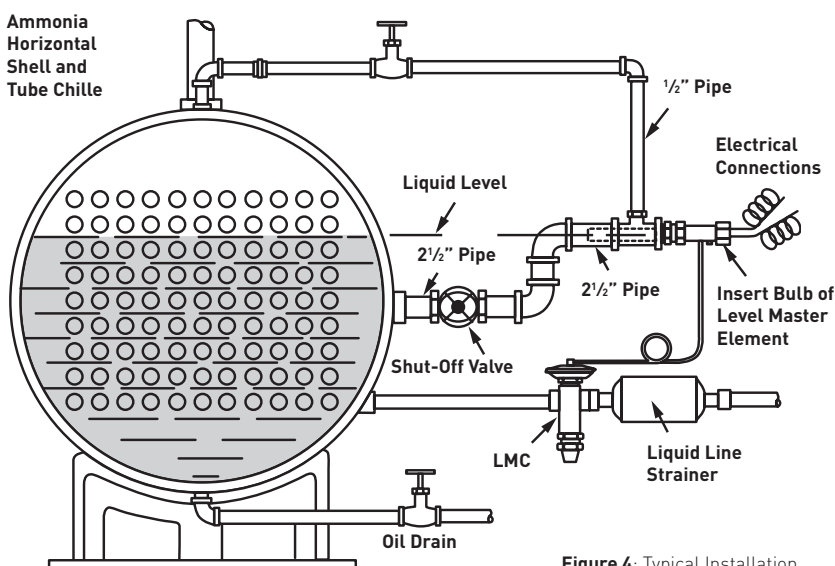 Ammonia
Horizontal
Shell and
Tube Chille
½” Pipe
Electrical
Connections
Liquid Level
2½” Pipe
2½” Pipe
Insert Bulb of
Level Master
Element
Shut-Off Valve
LMC
Liquid Line
Strainer
Oil Drain
Figure 4: Typical Installation